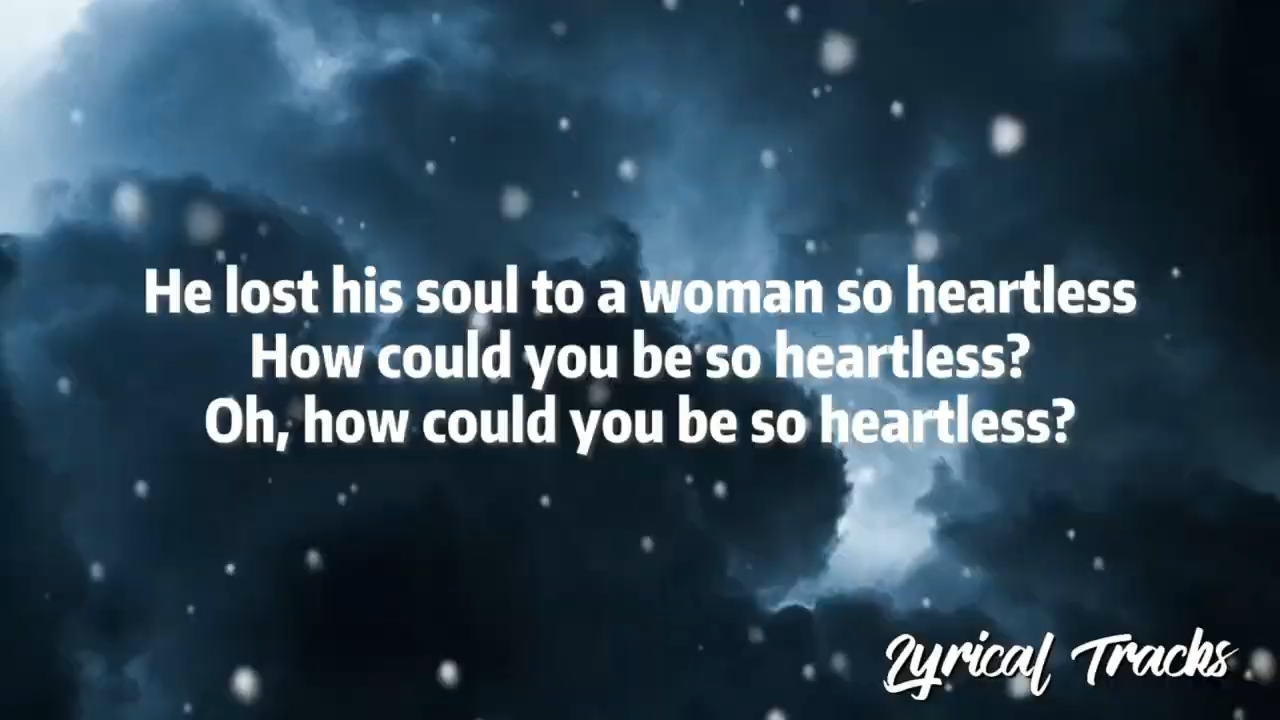 He lost his soul to a woman so heartless
How could you be so heartless?
Oh, how could you be so heartless?
Lyrical Tracks